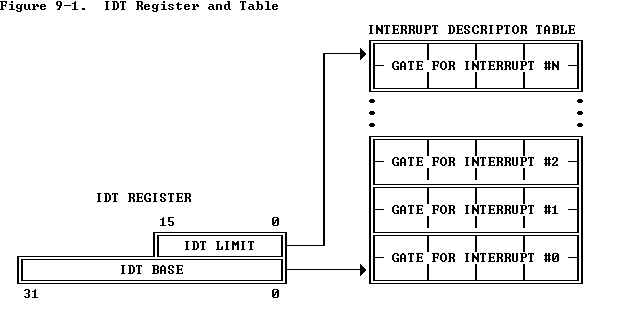 Figure 9-1. IDT Register and Table
INTERRUPT DESCRIPTOR TABLE
GATE FOR INTERRUPT #N
GATE FOR INTERRUPT #2
IDT REGISTER
GATE FOR INTERRUPT #1
15 0
IDT LIMIT
GATE FOR INTERRUPT #0
IDT BASE
31 0